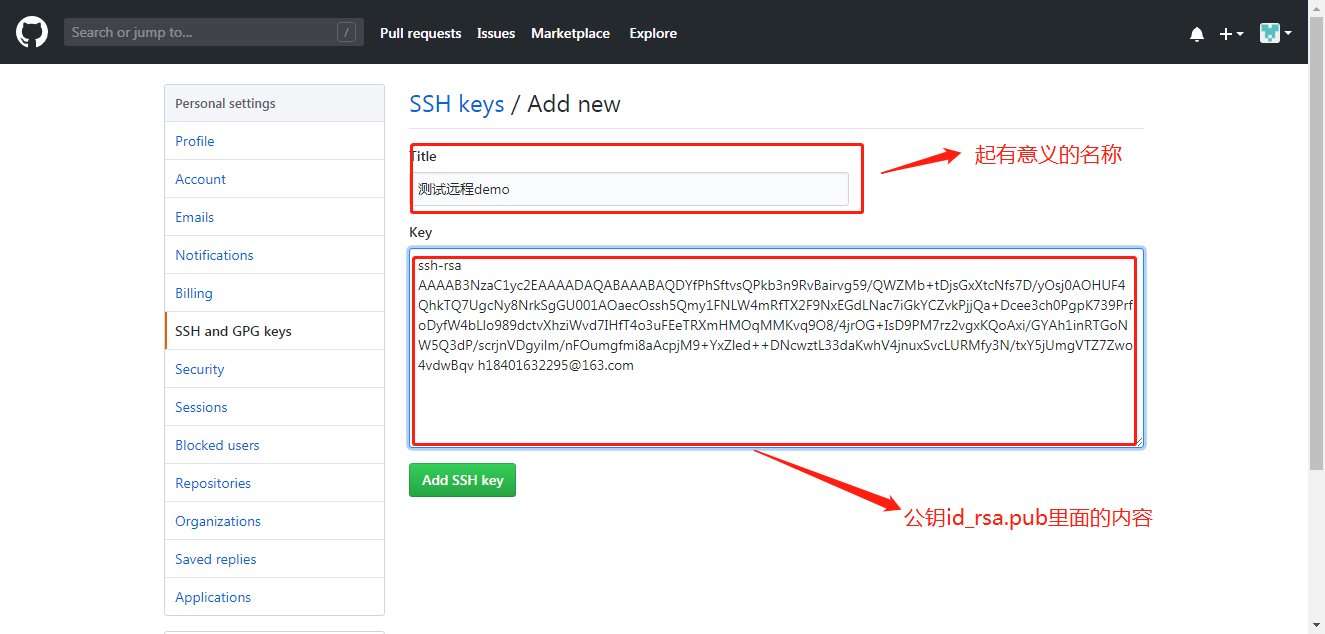 Search or jump to...
/
Pull requests
Issues
Marketplace
Explore
Personal settings
Profile
Account
Emails
Notifications
Billing
SSH and GPG keys
Security
Sessions
Blocked users
Repositories
Organizations
Saved replies
Applications
SSH keys / Add new
Title
起有意义的名称
测试远程demo
Key
ssh-rsa
AAAAB3NzaC1yc2EAAAADAQABAAABAQDYfPhSftvsQPkb3n9RvBairvg59/QWZMb+tDjsGxXtcNfs7D/yOsj0AOHUF4
QhkTQ7UgcNy8NrkSgGU001AOaecOssh5Qmy1FNLW4mRfTX2F9NxEGdLNac7iGkYCZvkPjjQa+Dcee3ch0PgpK739Prf
oDyfW4bLlo989dctvXhziWvd7IHfT4o3uFEeTRXmHMOqMMKvq9O8/4jrOG+IsD9PM7rz2vgxKQoAxi/GYAh1inRTGoN
W5Q3dP/scrjnVDgyilm/nFOumgfmi8aAcpjM9+YxZIed++DNcwztL33daKwhV4jnuxSvcLURMfy3N/txY5jUmgVTZ7Zwo
4vdwBqv h18401632295@163.com
Add SSH key
公钥id_rsa.pub里面的内容